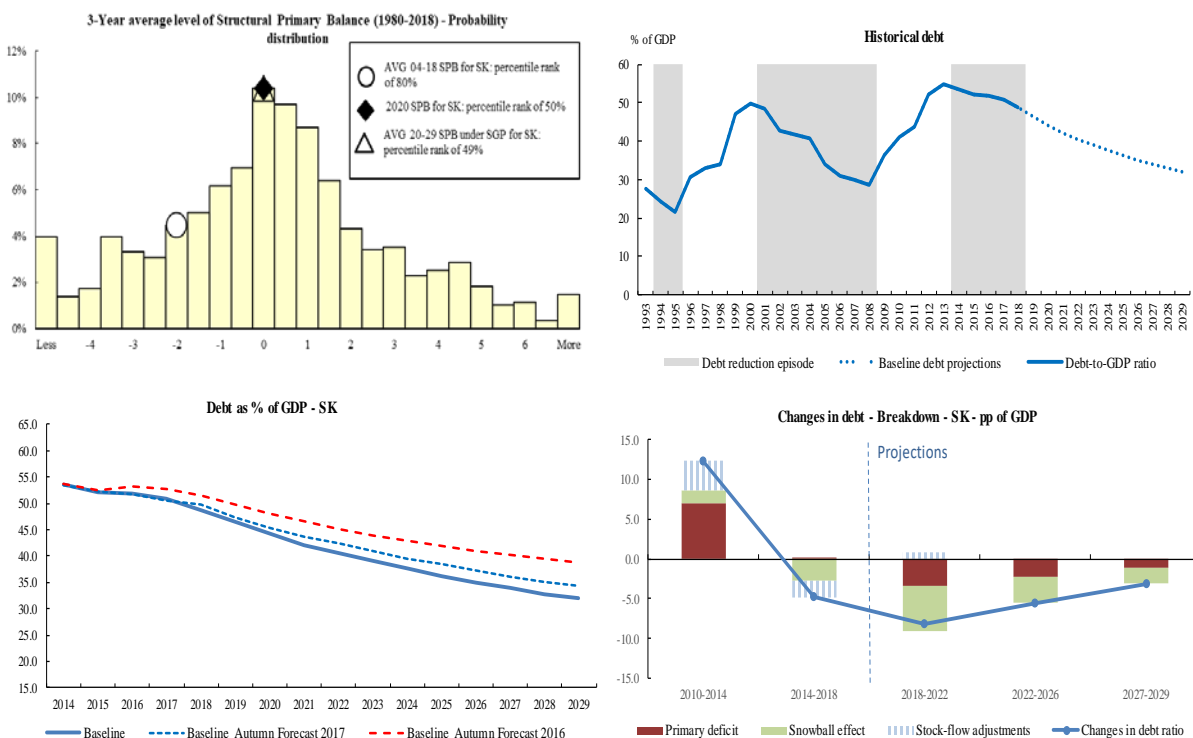 3-Year average level of Structural Primary Balance (1980-2018) - Probability
distribution
12%
10%
8%
6%
4%
2%
0%
AVG 04-18 SPB for SK: percentile rank
of 80%
2020 SPB for SK: percentile rank of 50%
AVG 20-29 SPB under SGP for SK:
percentile rank of 49%
Less -4 -3 -2 -1 0 1 2 3 4 5 6 More
Historical debt
% of GDP
60
50
40
30
20
10
0
1993 1994 1995 1996 1997 1998 1999 2000 2001 2002 2003 2004 2005 2006 2007 2008 2009 2010 2011 2012 2013 2014 2015 2016 2017 2018 2019 2020 2021 2022 2023 2024 2025 2026 2027 2028 2029
Debt reduction episode Baseline debt projections Debt-to-GDP ratio
Debt as % of GDP - SK
65.0
60.0
55.0
50.0
45.0
40.0
35.0
30.0
25.0
20.0
15.0
2014 2015 2016 2017 2018 2019 2020 2021 2022 2023 2024 2025 2026 2027 2028 2029
Baseline Baseline Autumn Forecast 2017 Baseline Autumn Forecast 2016
Changes in debt - Breakdown - SK - pp of GDP
15.0
10.0
5.0
0.0
-5.0
-10.0
-15.0
Projections
2010-2014 2014-2018 2018-2022 2022-2026 2027-2029
Primary deficit Snowball effect Stock-flow adjustments Changes in debt ratio